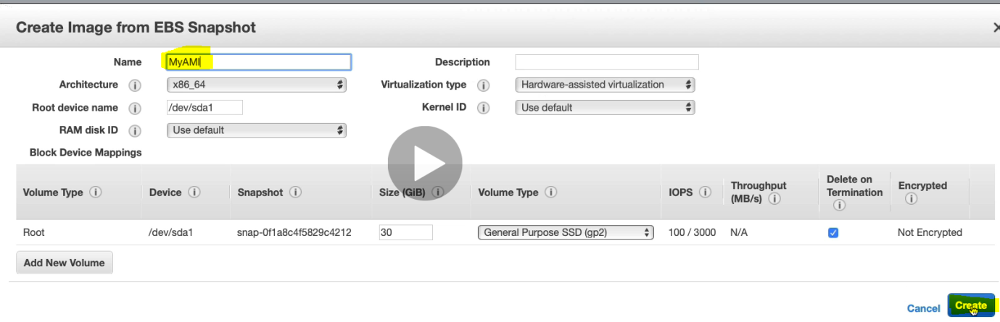 Create Image from EBS Snapshot
Name MyAMI Description
Architecture x86_64 Virtualization type Hardware-assisted virtualization
Root device name /dev/sda1 Kernel ID Use default
RAM disk ID Use default
Block Device Mappings
Volume Type Device Snapshot Size (GiB) Volume Type IOPS Throughput (MB/s) Delete on Termination Encrypted
Root /dev/sda1 snap-0f1a8c4f5829c4212 30 General Purpose SSD (gp2) 100 / 3000 N/A Not Encrypted
Add New Volume
Cancel Create